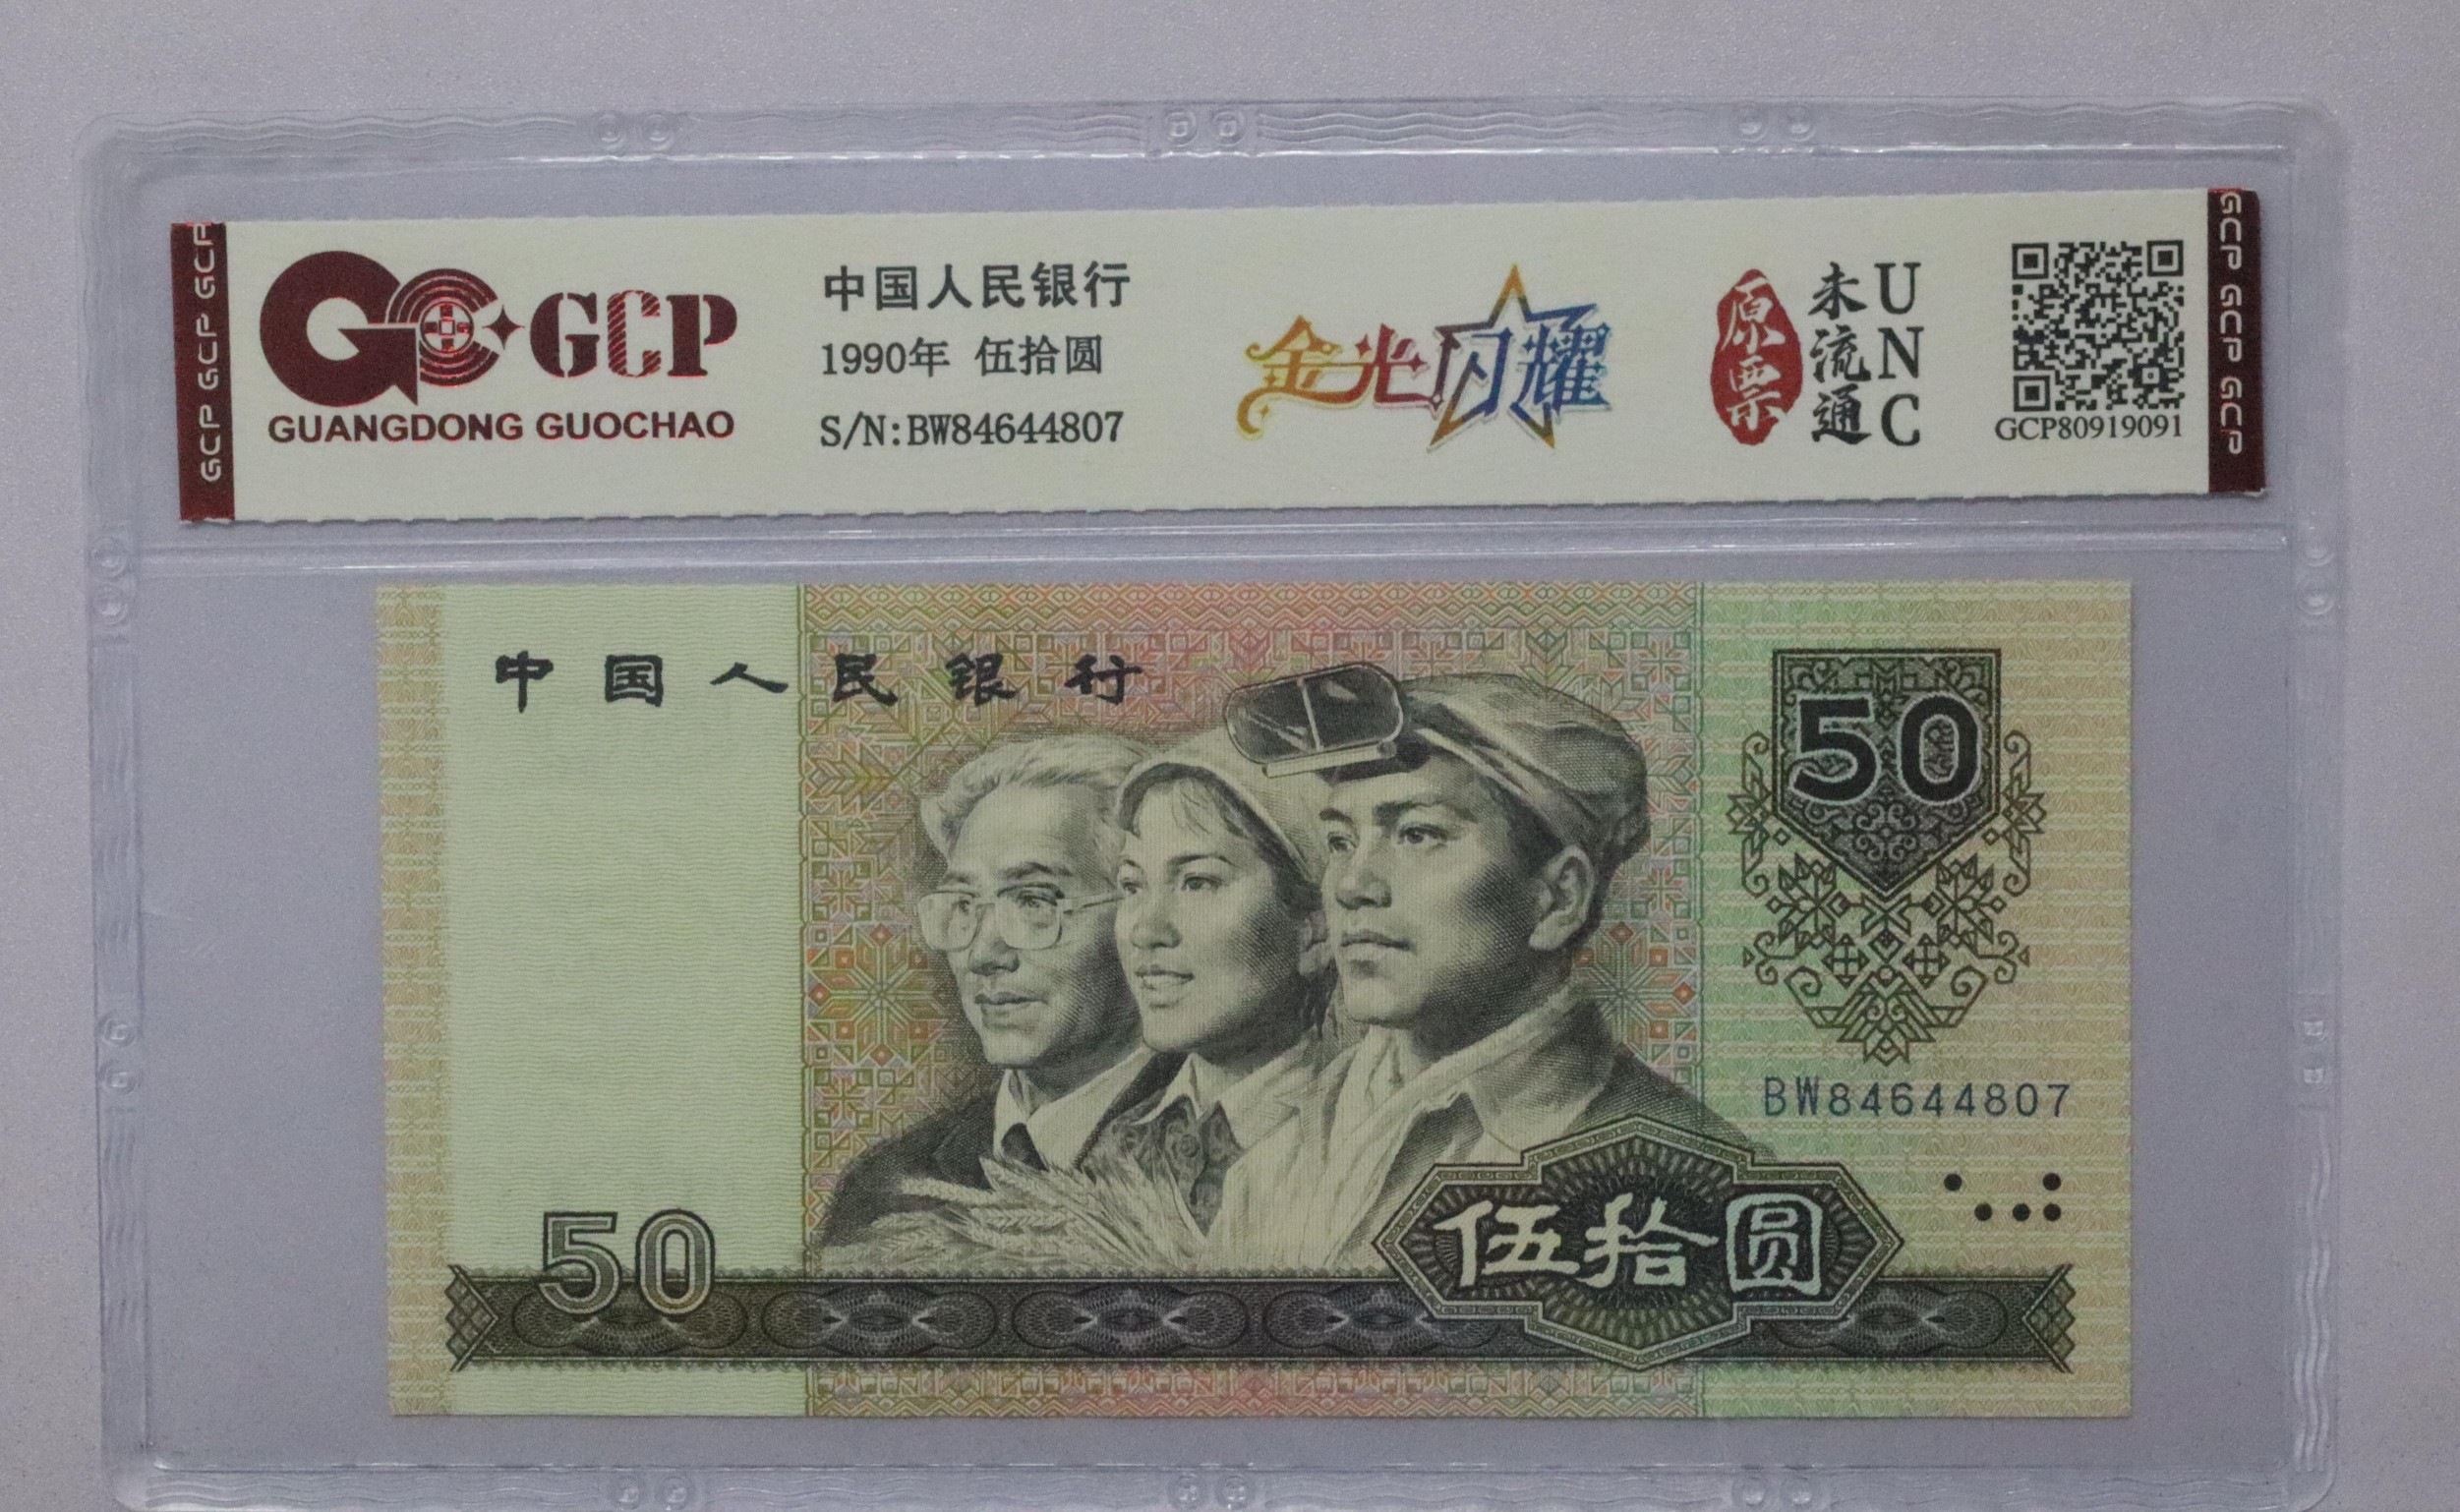 GCP GCP GCP
GCP
GUANGDONG GUOCHAO
中国人民银行
1990年 伍拾圆
S/N:BW84644807
金光闪耀
原票
未流通
UNC
GCP80919091
GCP GCP GCP
中国人民银行
50
BW84644807
50
伍拾圆